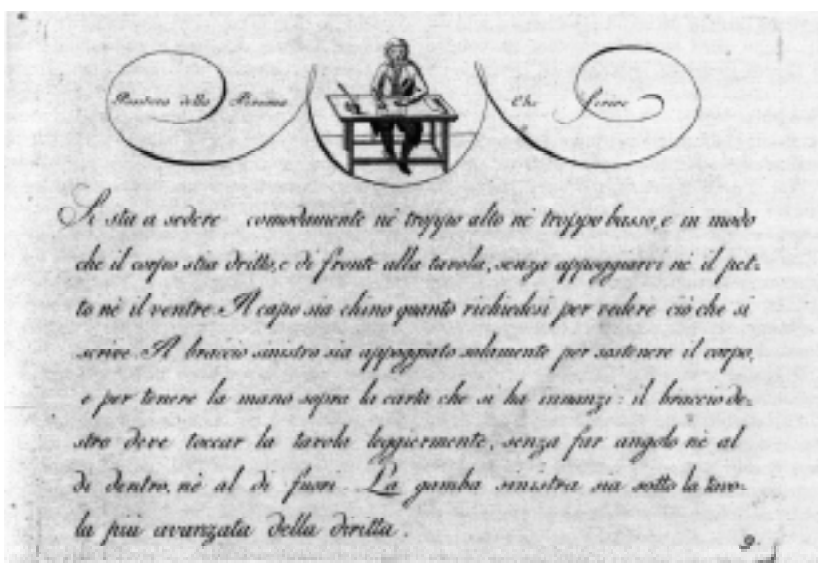 Positura della Persona Che Scrive
Si sta a sedere comodamente nè troppo alto nè troppo basso, e in modo
che il corpo stia dritto, e di fronte alla tavola, senza appoggiarvi nè il pet-
to nè il ventre. Il capo sia chino quanto richiedesi per vedere ciò che si
scrive. Il braccio sinistro sia appoggiato solamente per sostenere il corpo,
e per tenere la mano sopra la carta che si ha innanzi: il braccio de-
stro deve toccar la tavola leggiermente, senza far angolo nè al
di dentro, nè al di fuori. La gamba sinistra sia sotto la tavo-
la più avanzata della diritta.
9.